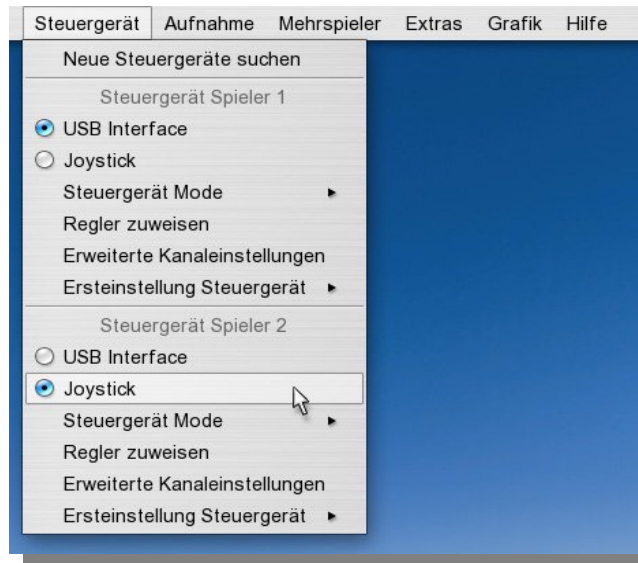 Steuergerät Aufnahme Mehrspieler Extras Grafik Hilfe
Neue Steuergeräte suchen
Steuergerät Spieler 1
USB Interface
Joystick
Steuergerät Mode
Regler zuweisen
Erweiterte Kanaleinstellungen
Ersteinstellung Steuergerät
Steuergerät Spieler 2
USB Interface
Joystick
Steuergerät Mode
Regler zuweisen
Erweiterte Kanaleinstellungen
Ersteinstellung Steuergerät